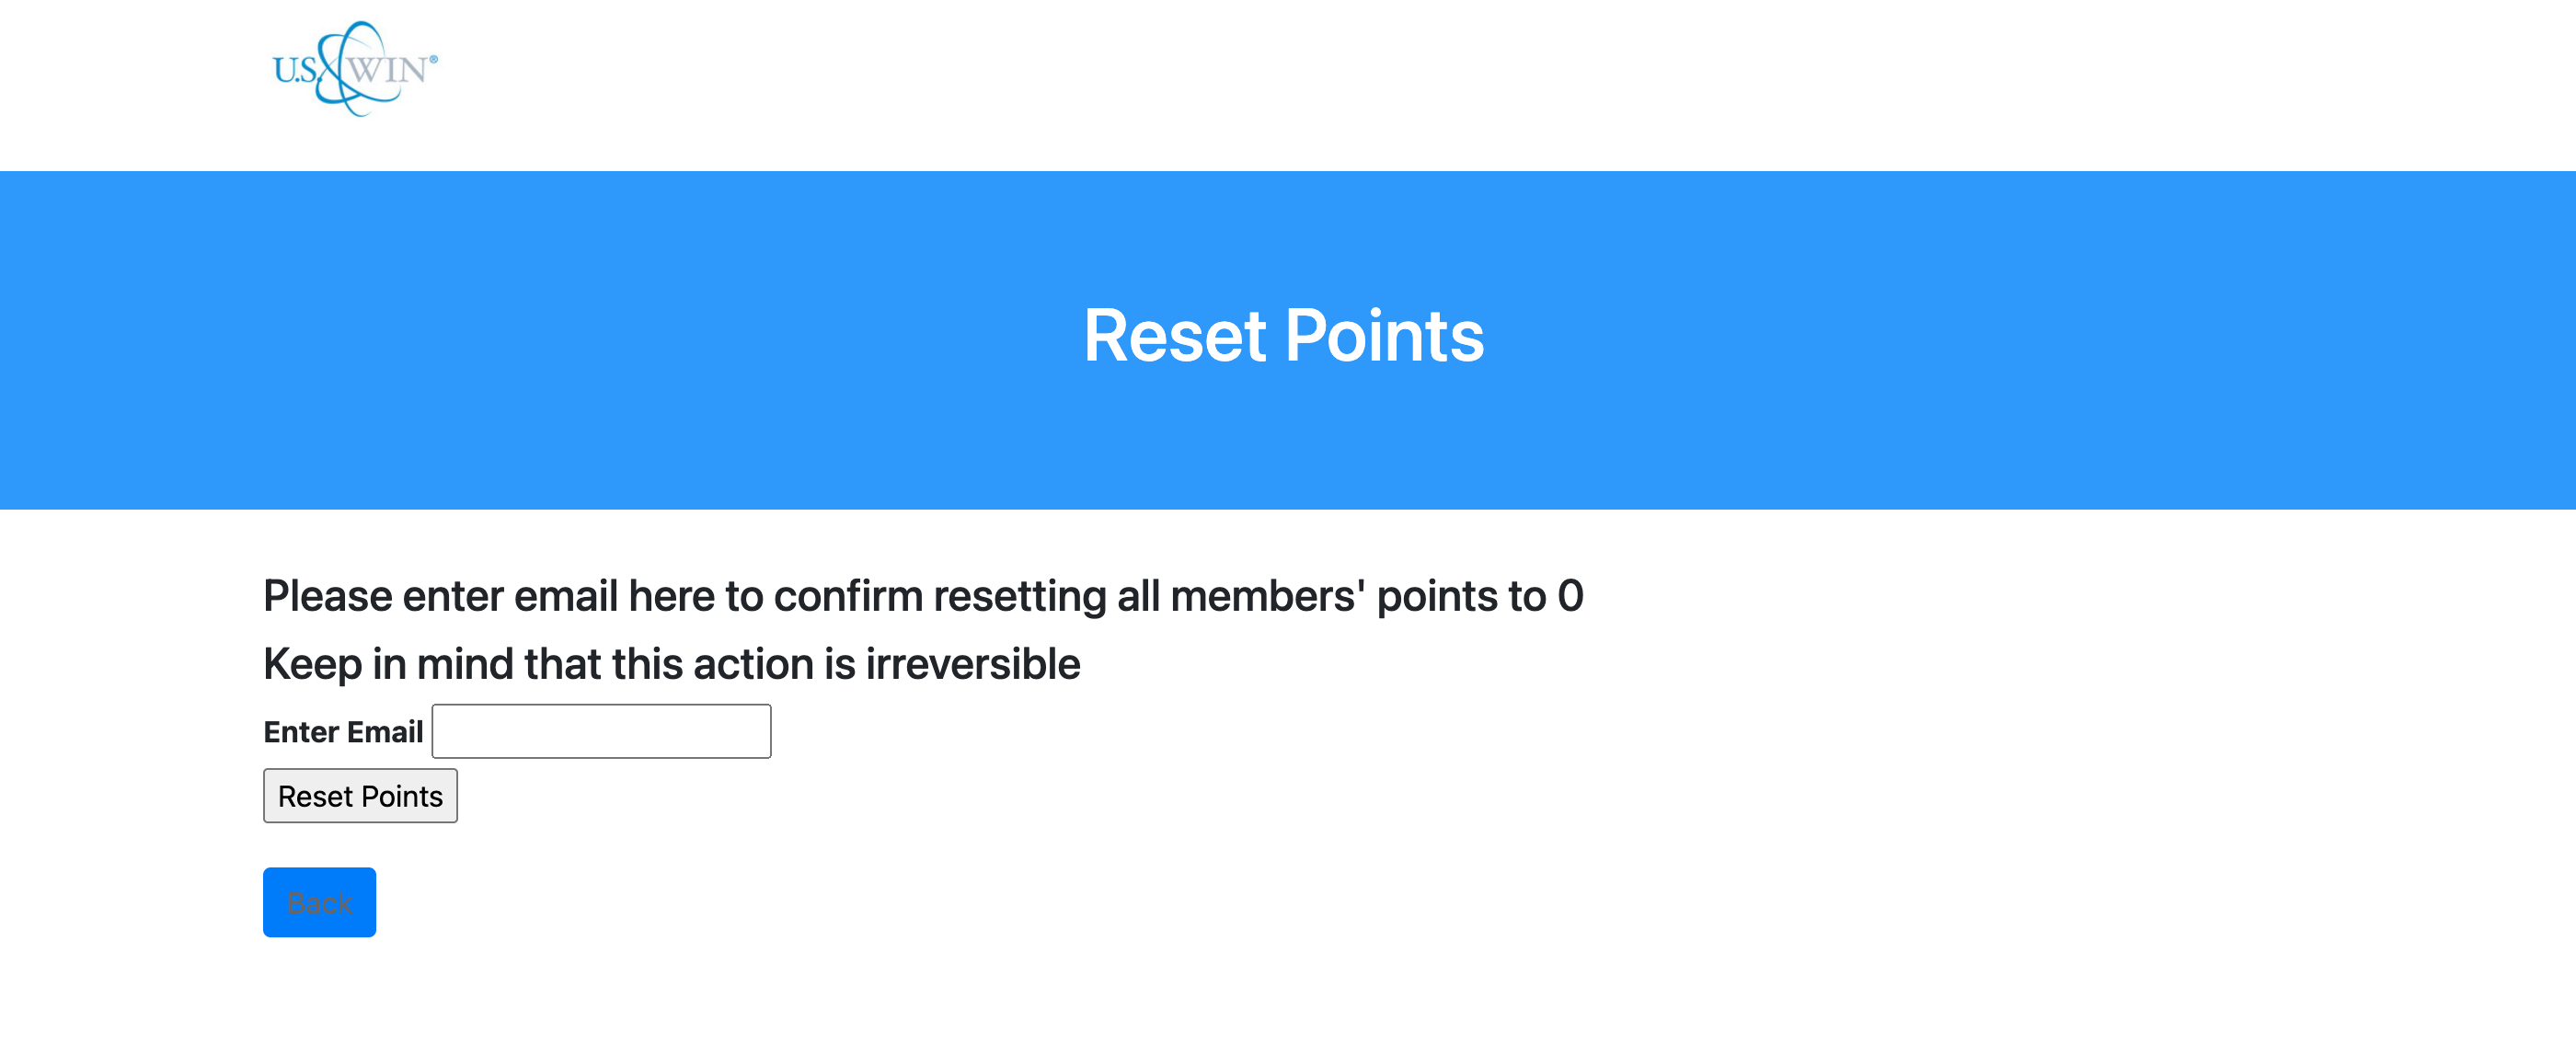 U.S. WIN®
Reset Points
Please enter email here to confirm resetting all members' points to 0
Keep in mind that this action is irreversible
Enter Email
Reset Points
Back